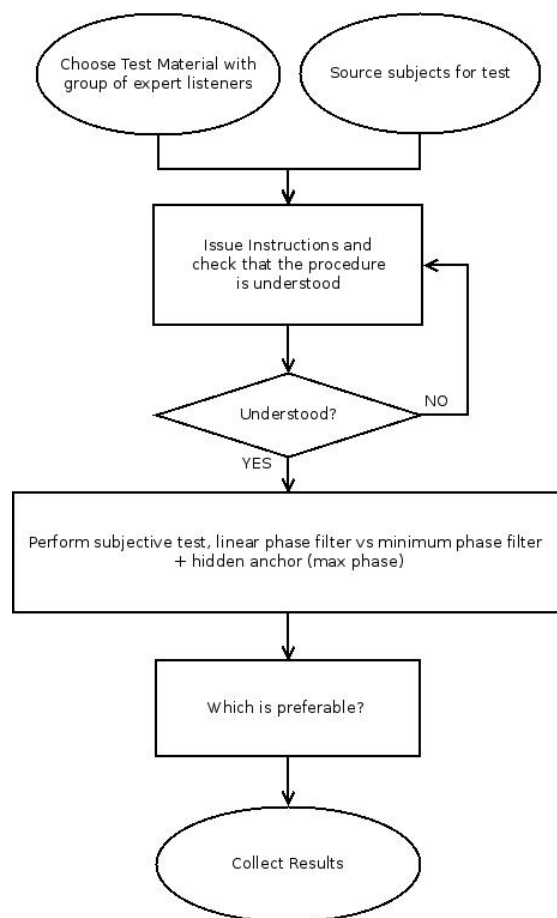 Choose Test Material with
group of expert listeners
Source subjects for test
Issue Instructions and
check that the procedure
is understood
Understood?
NO
YES
Perform subjective test, linear phase filter vs minimum phase filter
+ hidden anchor (max phase)
Which is preferable?
Collect Results